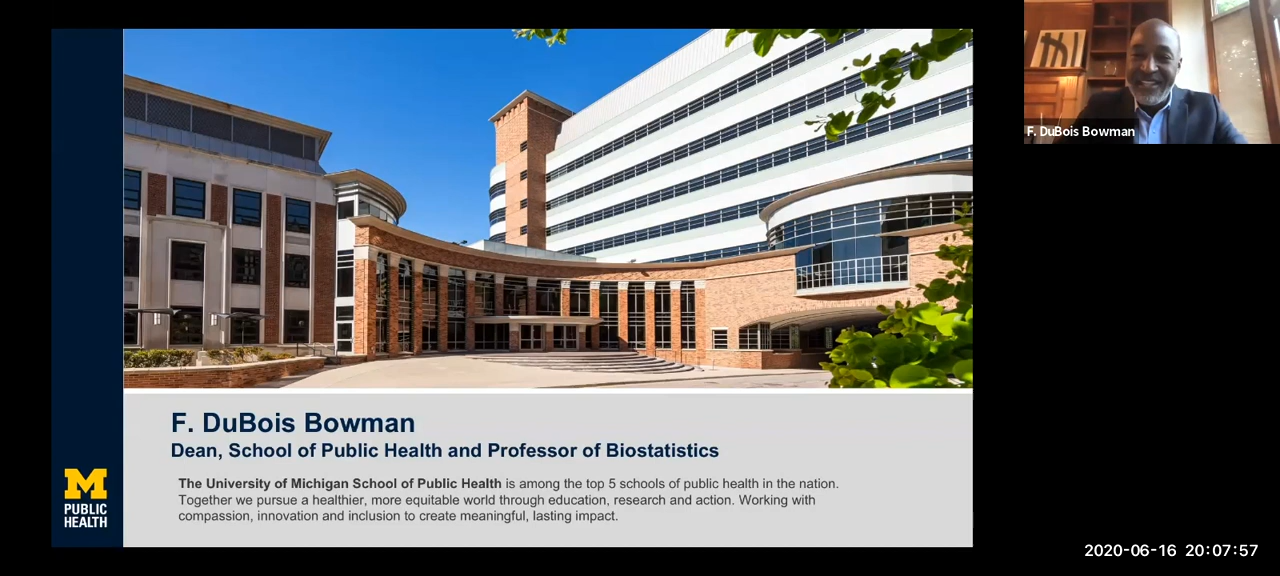 F. DuBois Bowman
F. DuBois Bowman
Dean, School of Public Health and Professor of Biostatistics
The University of Michigan School of Public Health is among the top 5 schools of public health in the nation.
Together we pursue a healthier, more equitable world through education, research and action. Working with
compassion, innovation and inclusion to create meaningful, lasting impact.
M
PUBLIC
HEALTH
2020-06-16 20:07:57